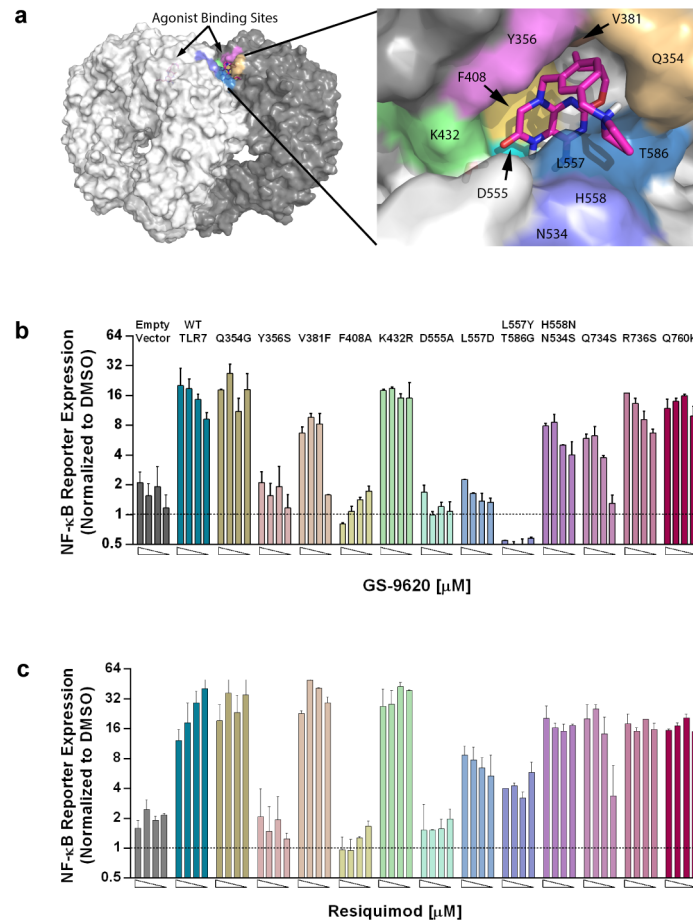 a
Agonist Binding Sites
V381
Y356
Q354
F408
K432
L557
T586
D555
H558
N534
b
Empty Vector
WT TLR7
Q354G
Y356S
V381F
F408A
K432R
D555A
L557D
L557Y T586G
H558N N534S
Q734S
R736S
Q760K
NF-κB Reporter Expression
(Normalized to DMSO)
64
32
16
8
4
2
1
0.5
GS-9620 [µM]
c
NF-κB Reporter Expression
(Normalized to DMSO)
64
32
16
8
4
2
1
0.5
Resiquimod [µM]